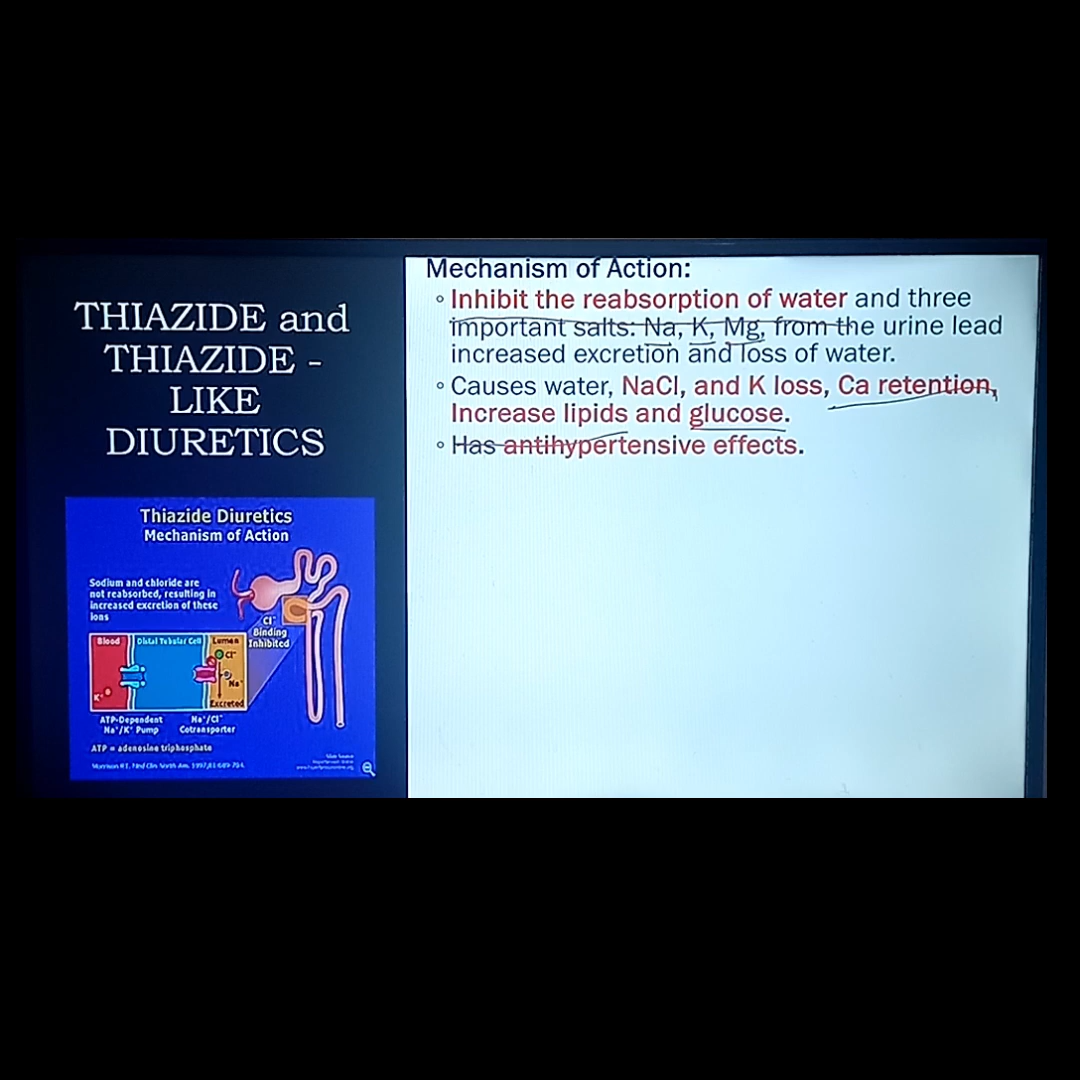 THIAZIDE and
THIAZIDE -
LIKE
DIURETICS
Thiazide Diuretics
Mechanism of Action
Sodium and chloride are
not reabsorbed, resulting in
increased excretion of these
ions
Cl⁻
Binding
Inhibited
Blood
Distal Tubular Cell
Lumen
Cl⁻
Na⁺
K⁺
Excreted
ATP-Dependent
Na⁺/K⁺ Pump
Na⁺/Cl⁻
Cotransporter
ATP = adenosine triphosphate
Mechanism of Action:
◦ Inhibit the reabsorption of water and three
important salts: Na, K, Mg, from the urine lead
increased excretion and loss of water.
◦ Causes water, NaCl, and K loss, Ca retention,
Increase lipids and glucose.
◦ Has antihypertensive effects.